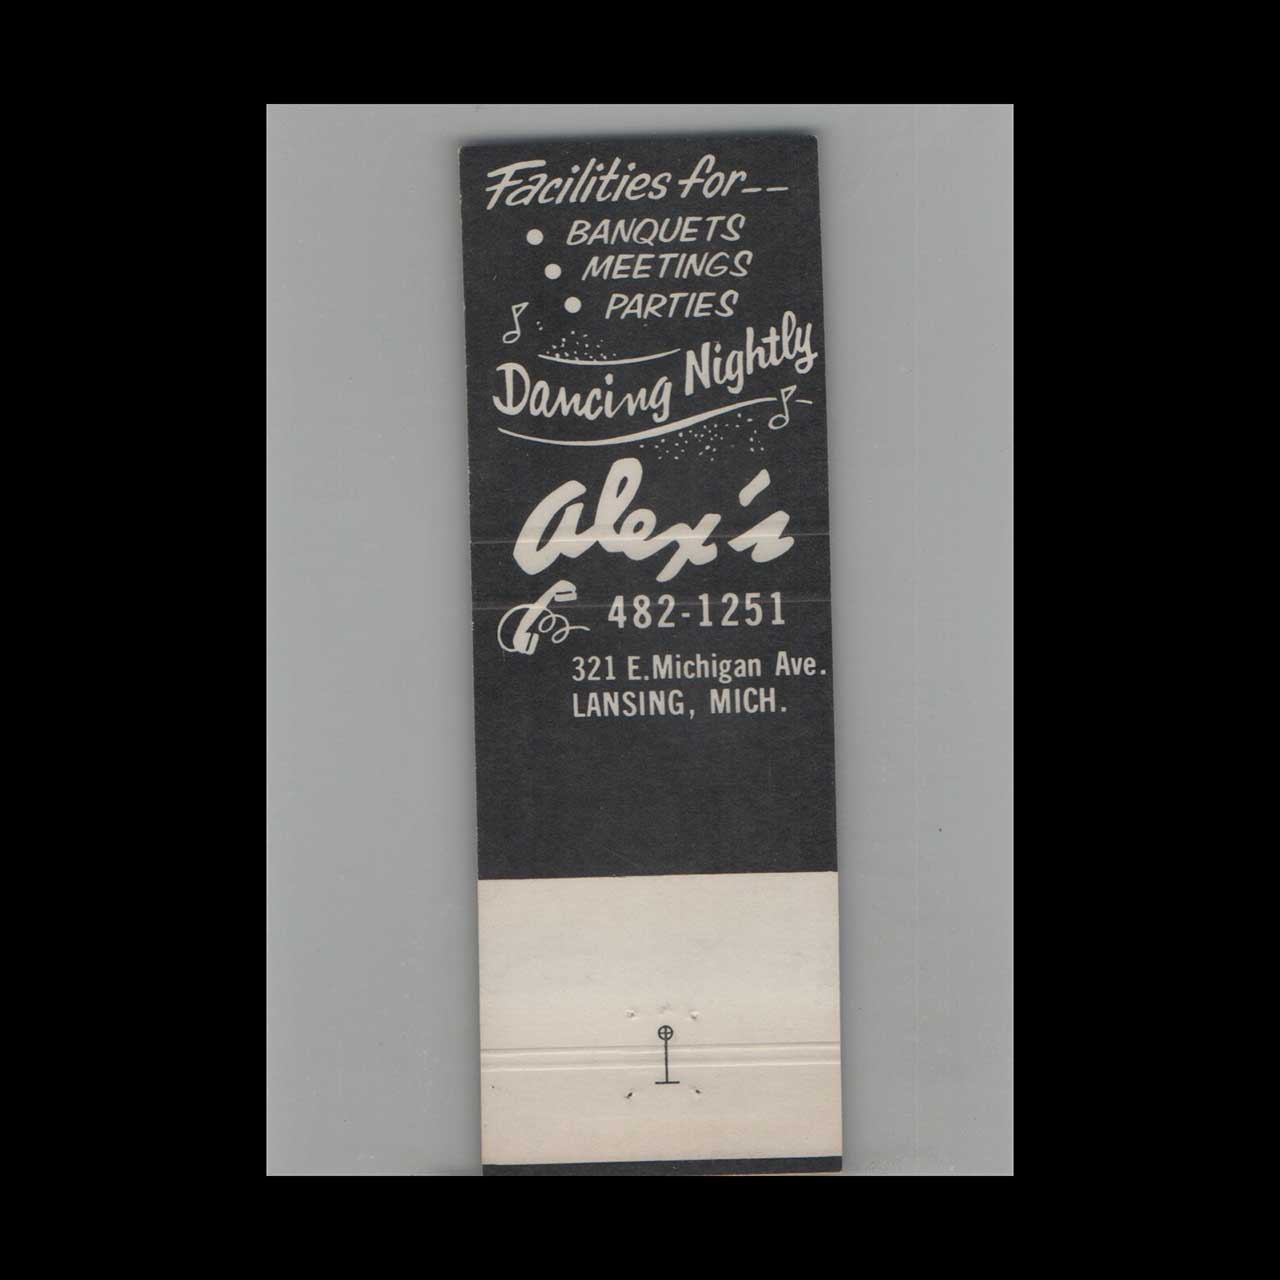 Facilities for--
• BANQUETS
• MEETINGS
• PARTIES
Dancing Nightly
Alex's
482-1251
321 E. Michigan Ave.
LANSING, MICH.